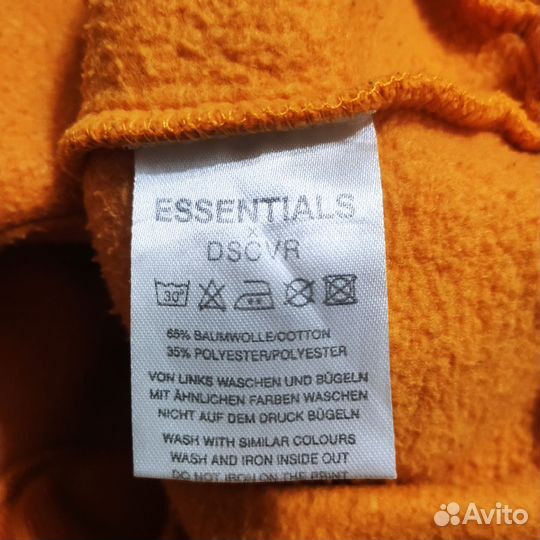 ESSENTIALS
x
DSCVR
30°
65% BAUMWOLLE/COTTON
35% POLYESTER/POLYESTER
VON LINKS WASCHEN UND BÜGELN
MIT ÄHNLICHEN FARBEN WASCHEN
NICHT AUF DEM DRUCK BÜGELN
WASH WITH SIMILAR COLOURS
WASH AND IRON INSIDE OUT
DO NOT IRON ON THE PRINT
Avito